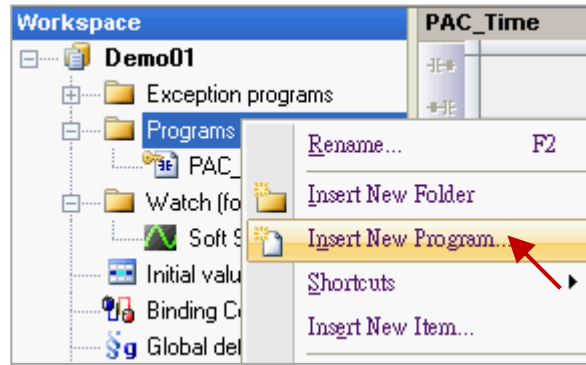 Workspace
PAC_Time
Demo01
Exception programs
Programs
PAC_
Watch (fo
Soft S
Initial valu
Binding C
Global def
Rename... F2
Insert New Folder
Insert New Program...
Shortcuts
Insert New Item...